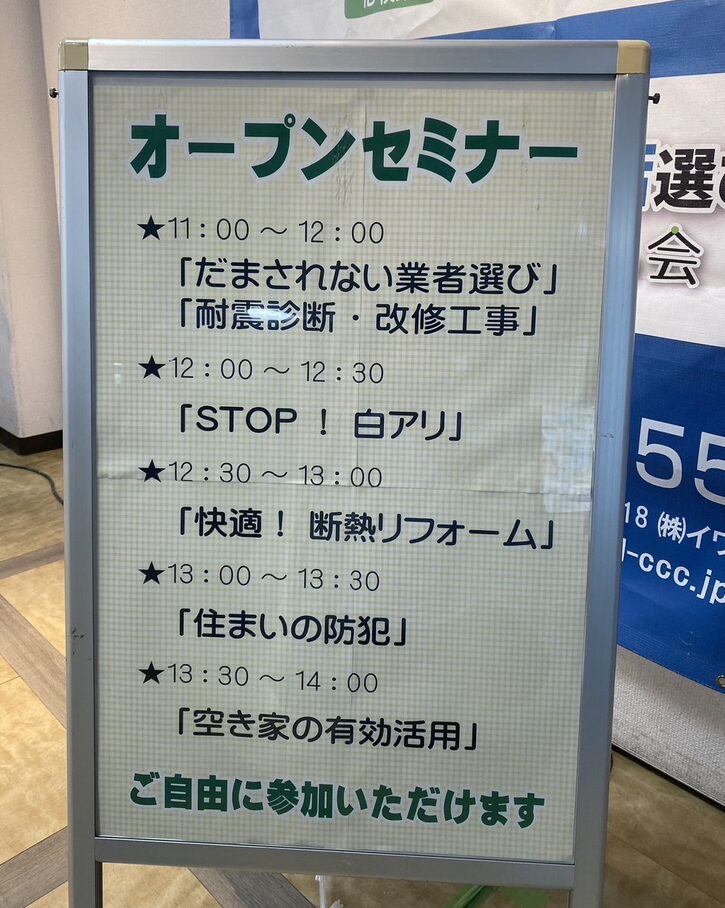 オープンセミナー
★11：00 ～ 12：00
「だまされない業者選び」
「耐震診断・改修工事」
★12：00 ～ 12：30
「STOP ！ 白アリ」
★12：30 ～ 13：00
「快適！ 断熱リフォーム」
★13：00 ～ 13：30
「住まいの防犯」
★13：30 ～ 14：00
「空き家の有効活用」
ご自由に参加いただけます
選
会
55
18 ㈱イワ
-ccc.jp